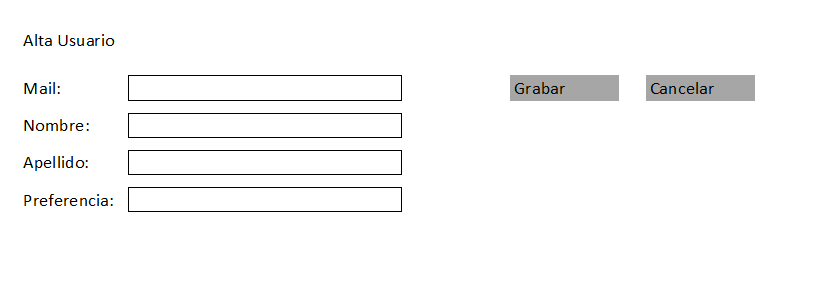 Alta Usuario
Mail: Grabar Cancelar
Nombre:
Apellido:
Preferencia: